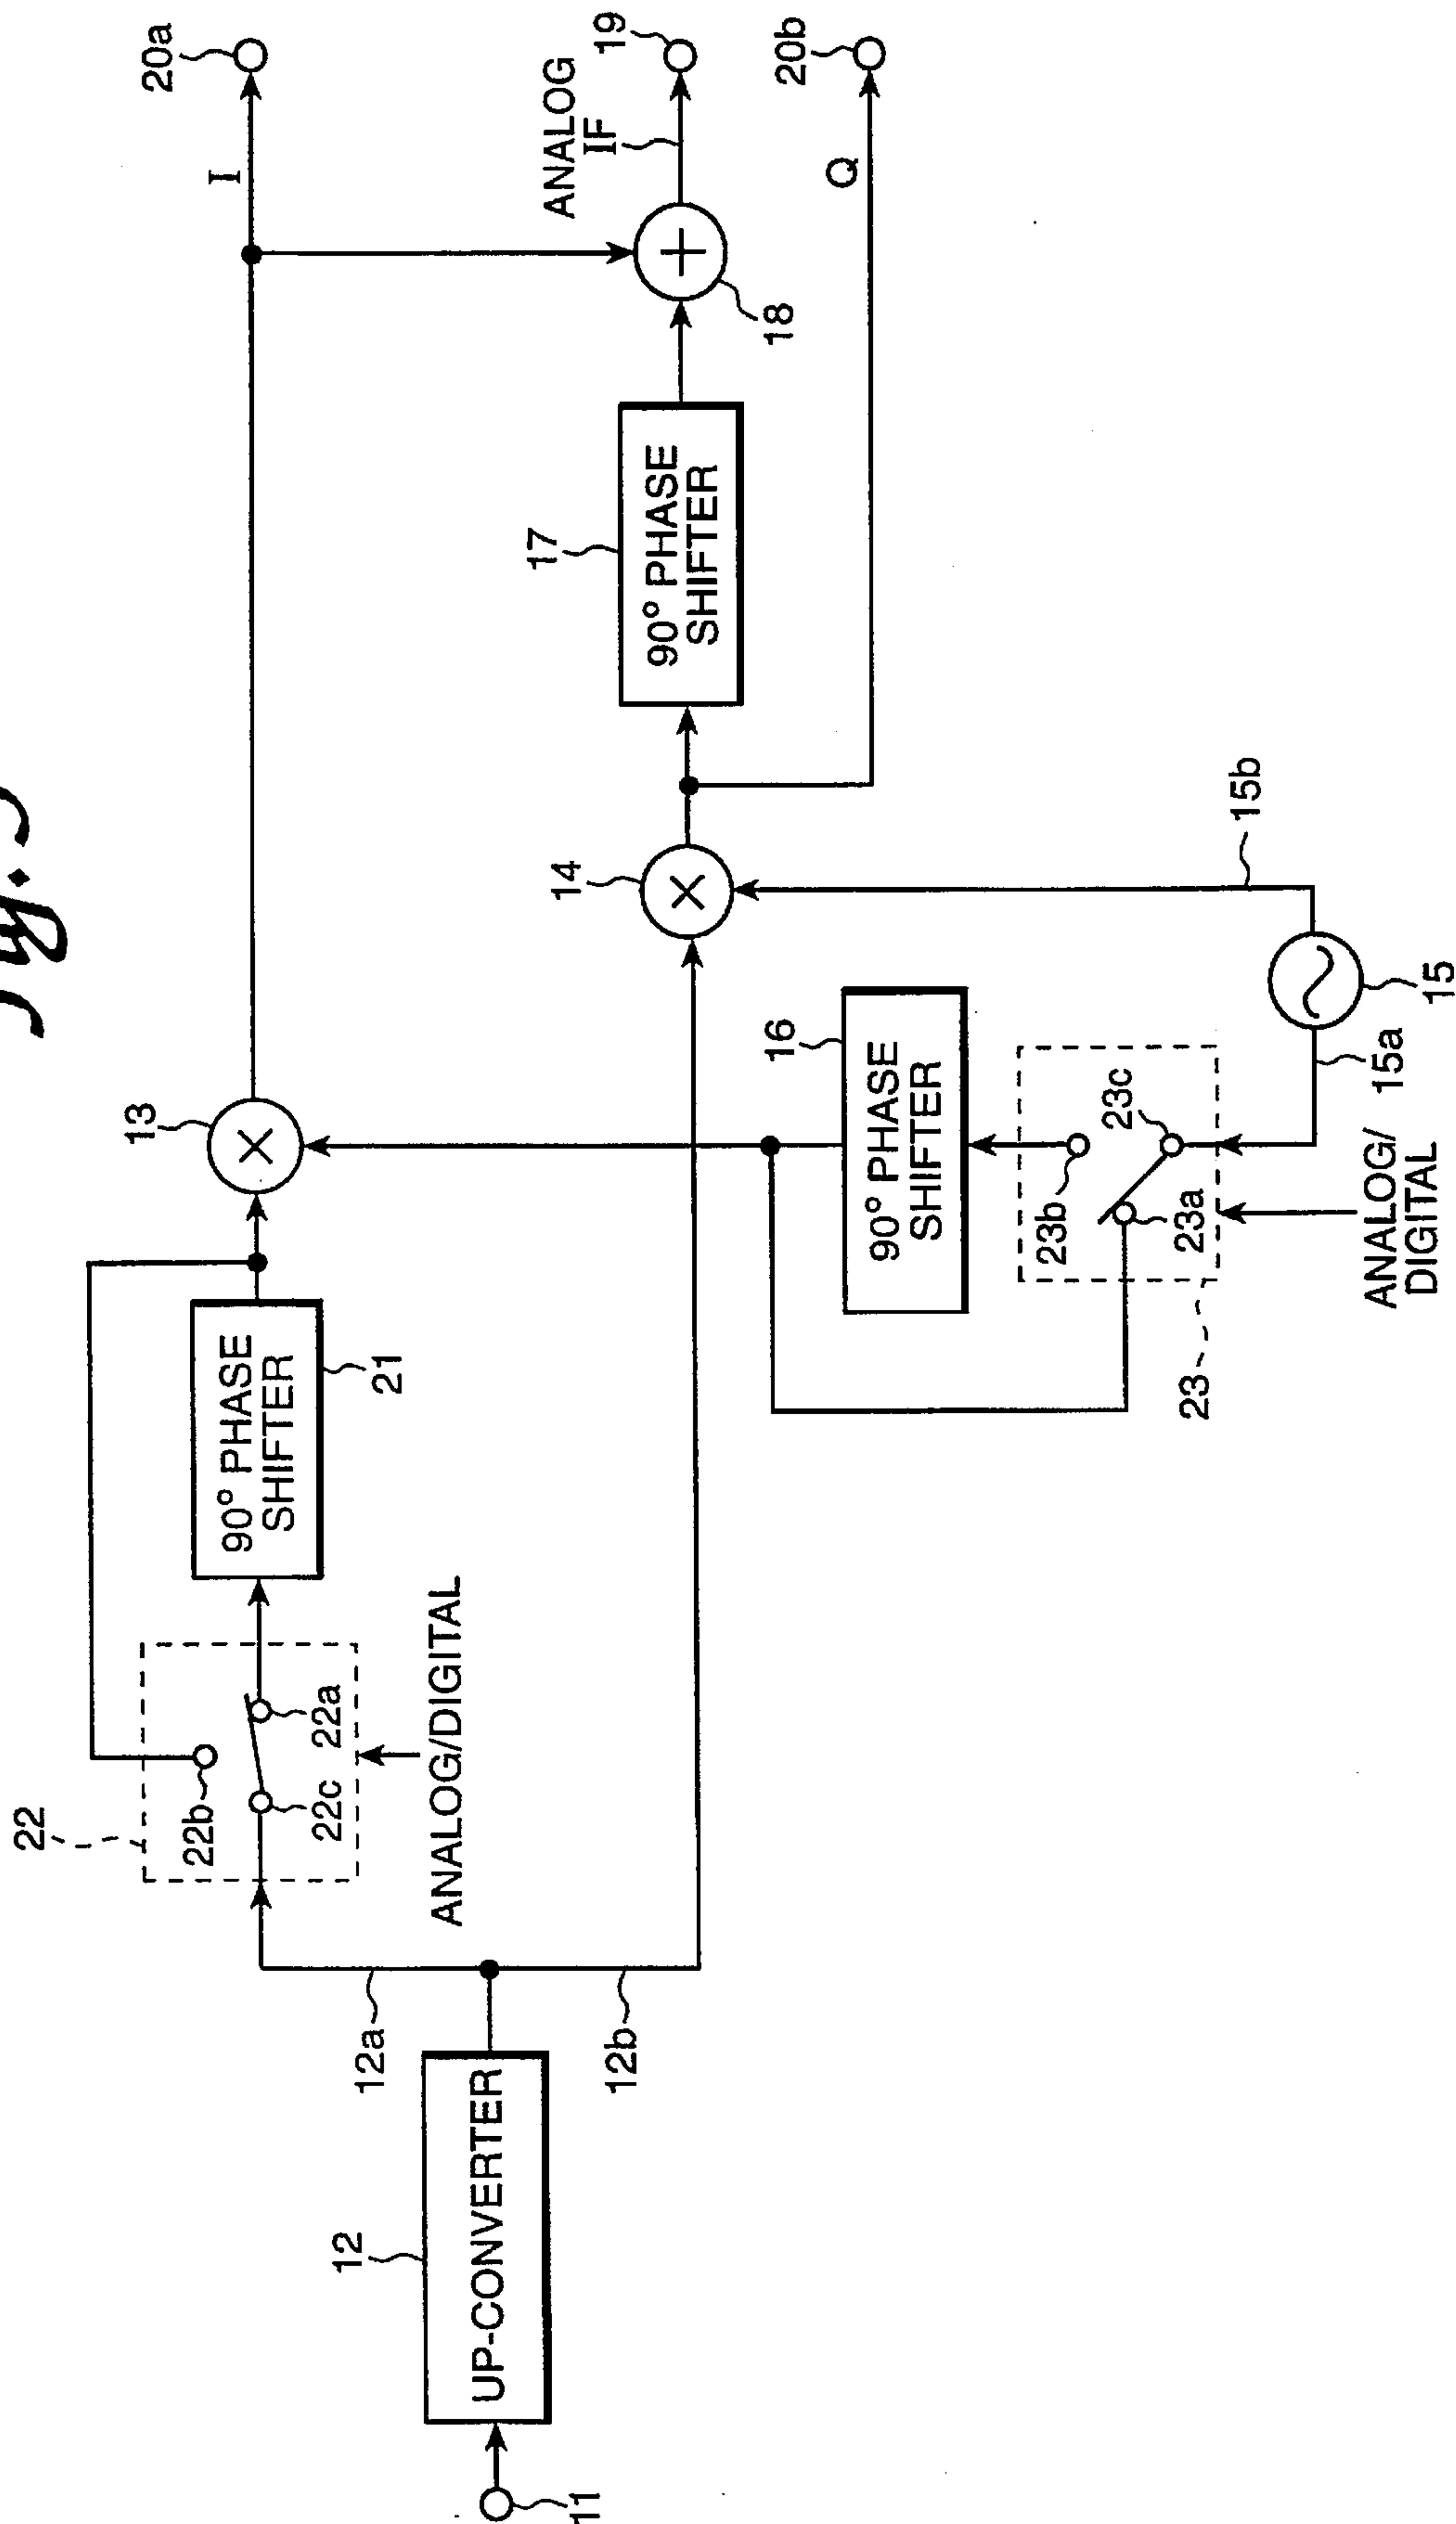 20a
I
ANALOG
IF
19
20b
Q
18
17
90° PHASE
SHIFTER
14
15b
13
16
90° PHASE
SHIFTER
15
15a
23c
23b
23a
23
ANALOG/
DIGITAL
90° PHASE
SHIFTER
21
22
22b
22a
22c
ANALOG/DIGITAL
12a
12b
12
UP-CONVERTER
11